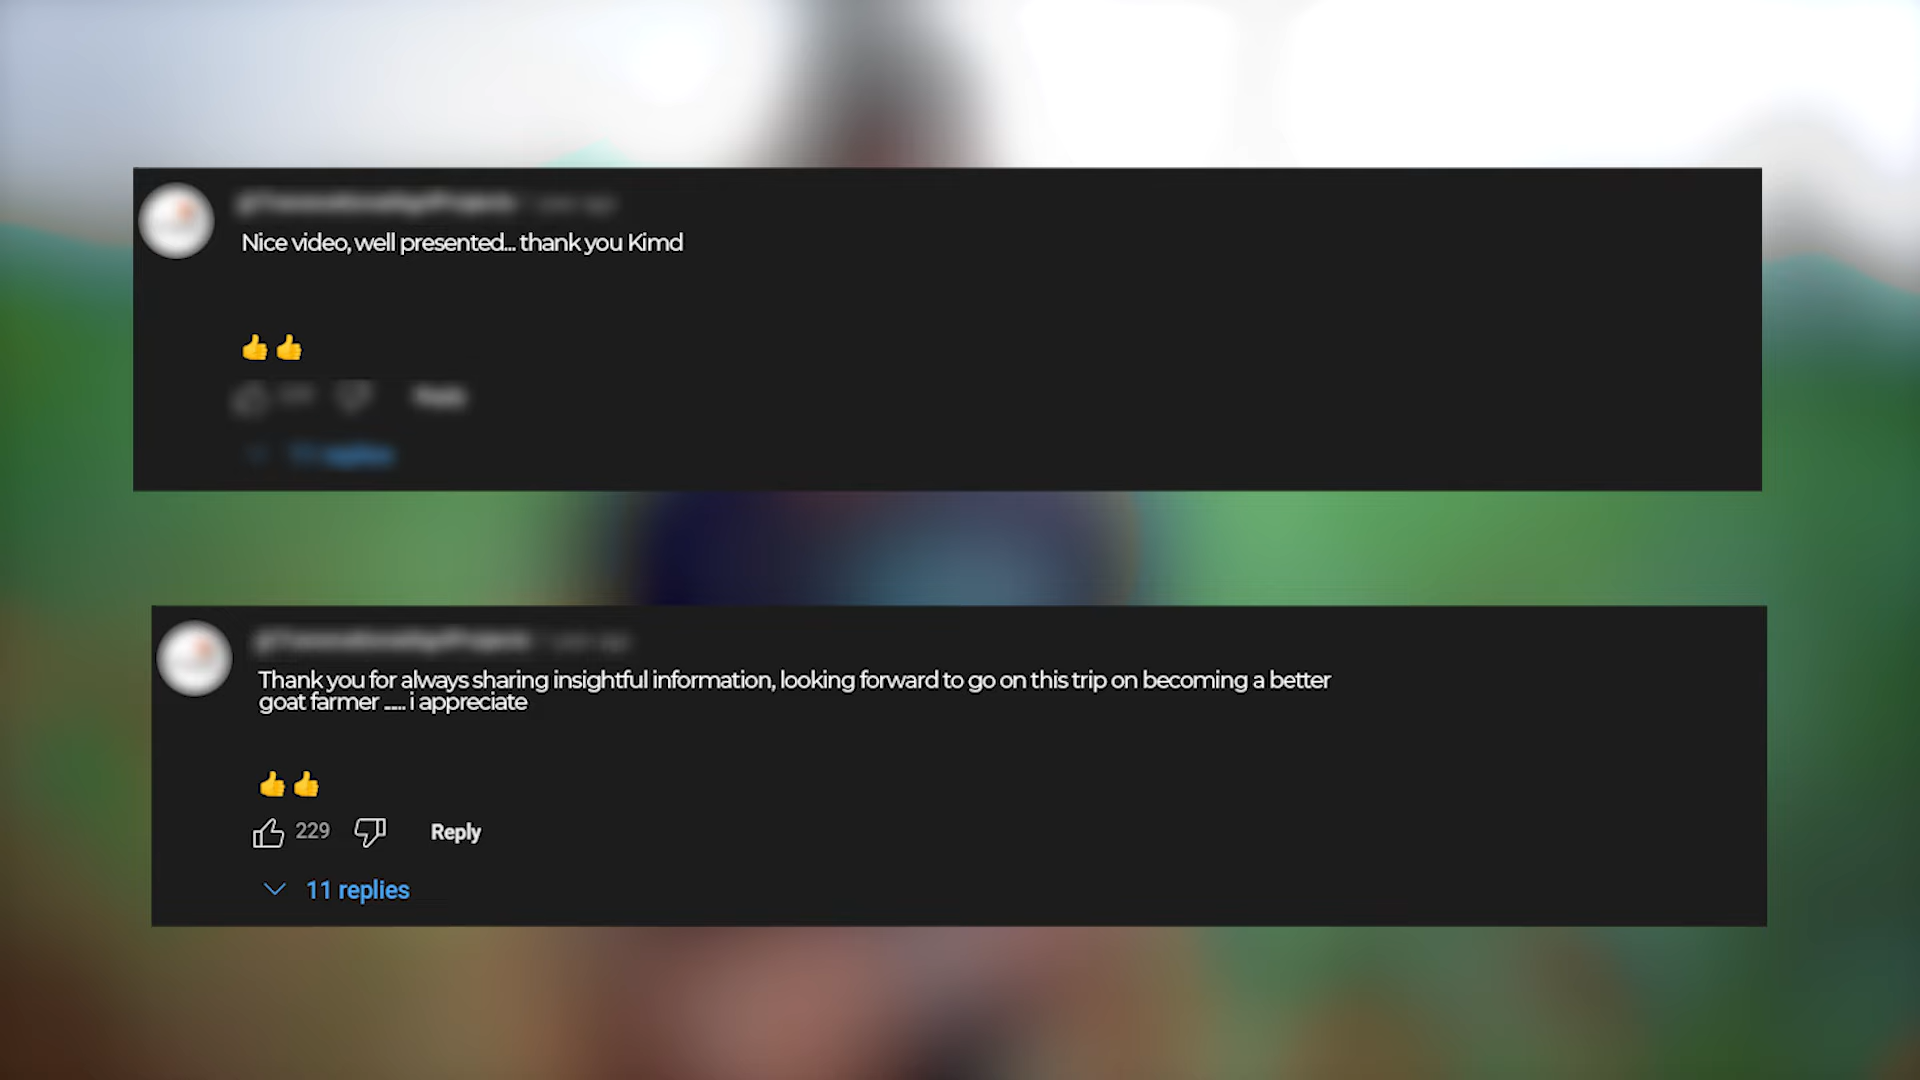 Nice video, well presented... thank you Kimd
👍👍
Thank you for always sharing insightful information, looking forward to go on this trip on becoming a better
goat farmer ..... i appreciate
👍👍
229 Reply
11 replies